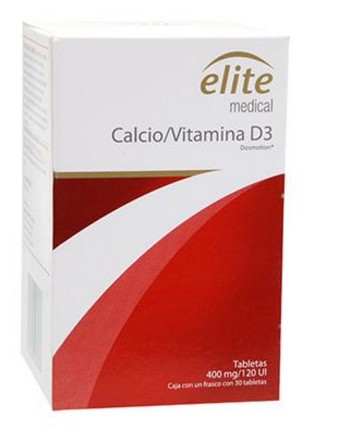 elite
medical
Calcio/Vitamina D3
Tabletas
400 mg/120 UI
Caja con un frasco con 30 tabletas